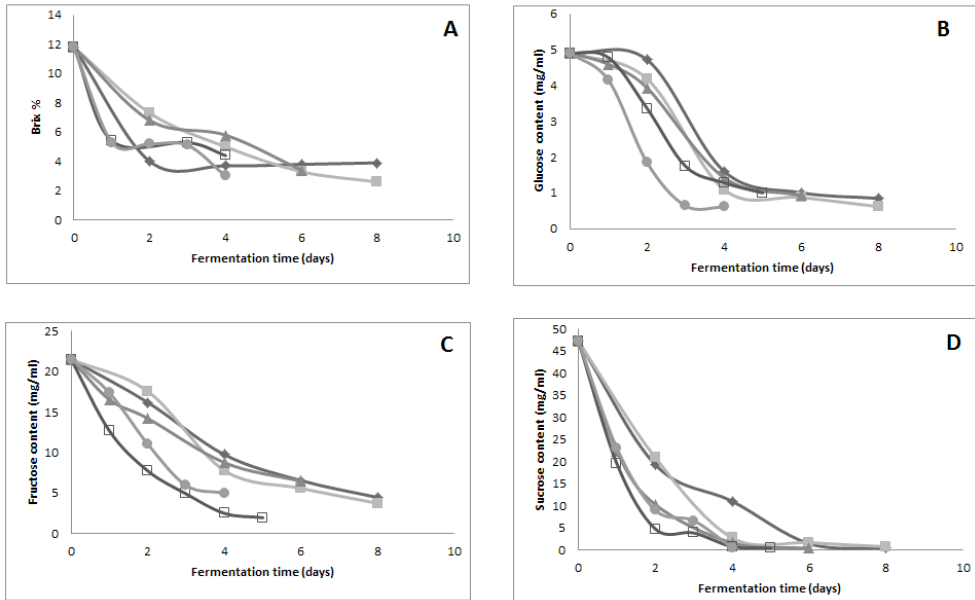 A
14
12
10
8
6
4
2
0
Brix %
0 2 4 6 8 10
Fermentation time (days)
B
6
5
4
3
2
1
0
Glucose content (mg/ml)
0 2 4 6 8 10
Fermentation time (days)
C
25
20
15
10
5
0
Fructose content (mg/ml)
0 2 4 6 8 10
Fermentation time (days)
D
50
45
40
35
30
25
20
15
10
5
0
Sucrose content (mg/ml)
0 2 4 6 8 10
Fermentation time (days)